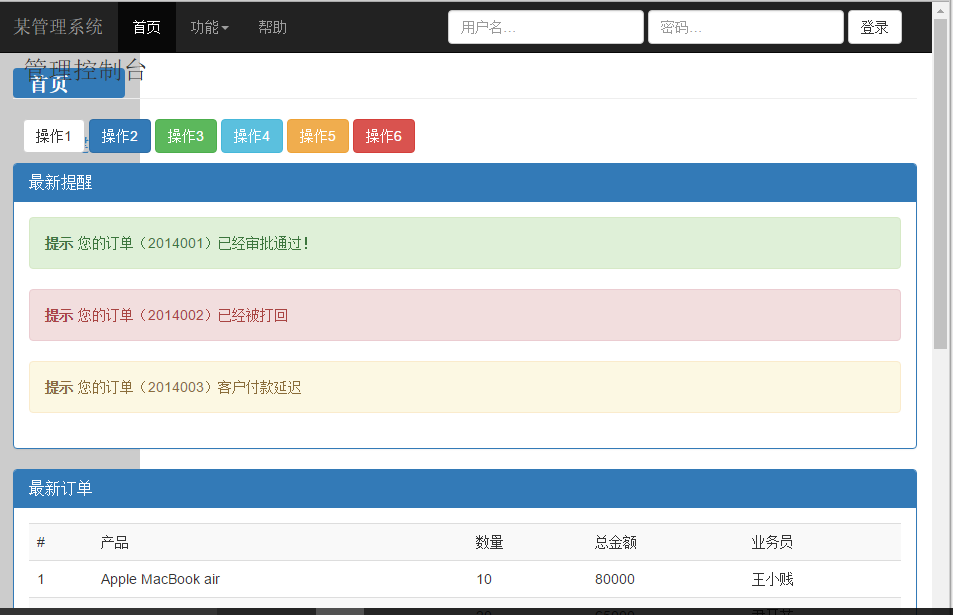 某管理系统 首页 功能 帮助 用户名... 密码... 登录
管理控制台
首页
操作1 操作2 操作3 操作4 操作5 操作6
最新提醒
提示 您的订单（2014001）已经审批通过！
提示 您的订单（2014002）已经被打回
提示 您的订单（2014003）客户付款延迟
最新订单
# 产品 数量 总金额 业务员
1 Apple MacBook air 10 80000 王小贱